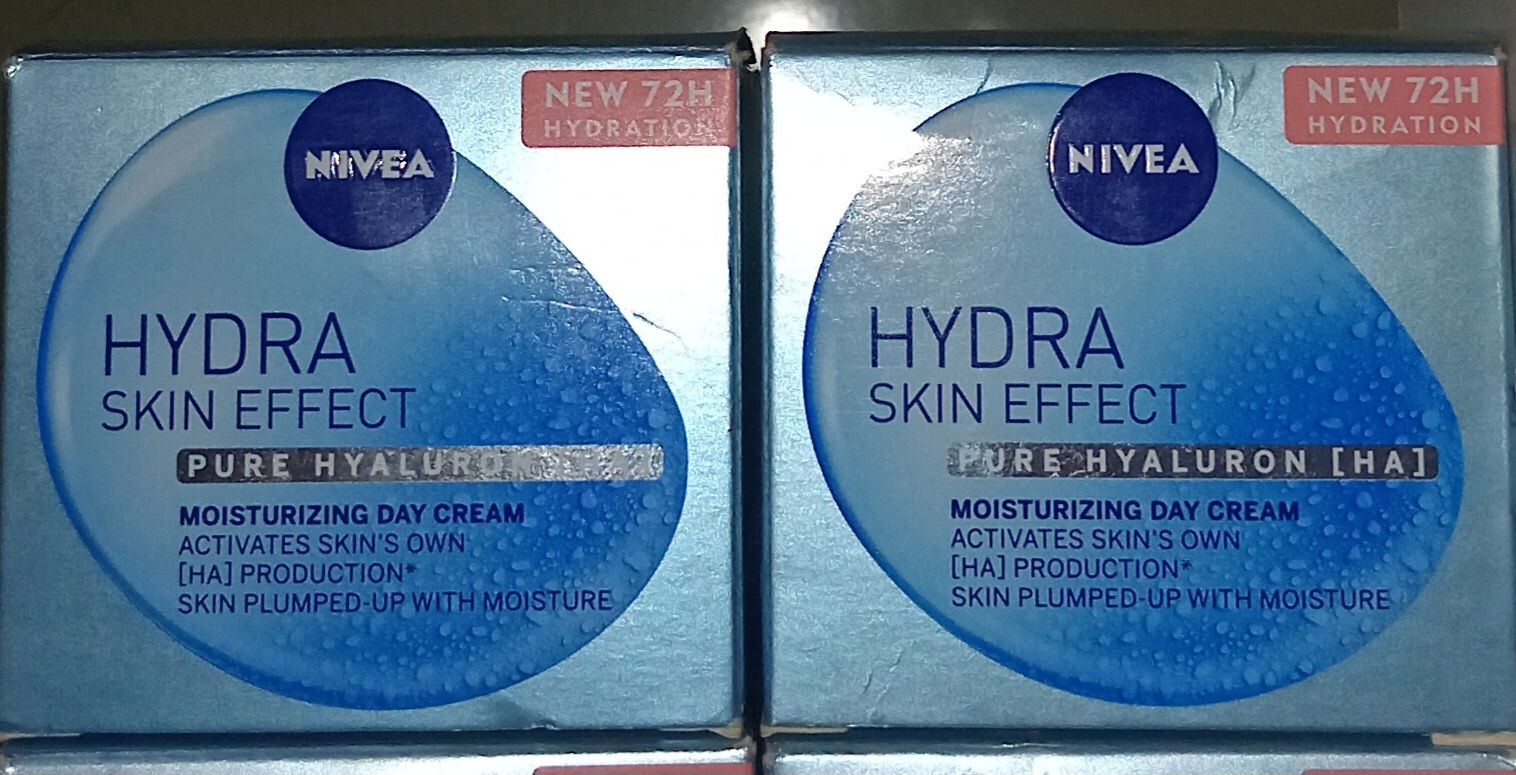 NEW 72H
HYDRATION
NIVEA
HYDRA
SKIN EFFECT
PURE HYALURON [HA]
MOISTURIZING DAY CREAM
ACTIVATES SKIN'S OWN
[HA] PRODUCTION*
SKIN PLUMPED-UP WITH MOISTURE
NEW 72H
HYDRATION
NIVEA
HYDRA
SKIN EFFECT
PURE HYALURON [HA]
MOISTURIZING DAY CREAM
ACTIVATES SKIN'S OWN
[HA] PRODUCTION*
SKIN PLUMPED-UP WITH MOISTURE